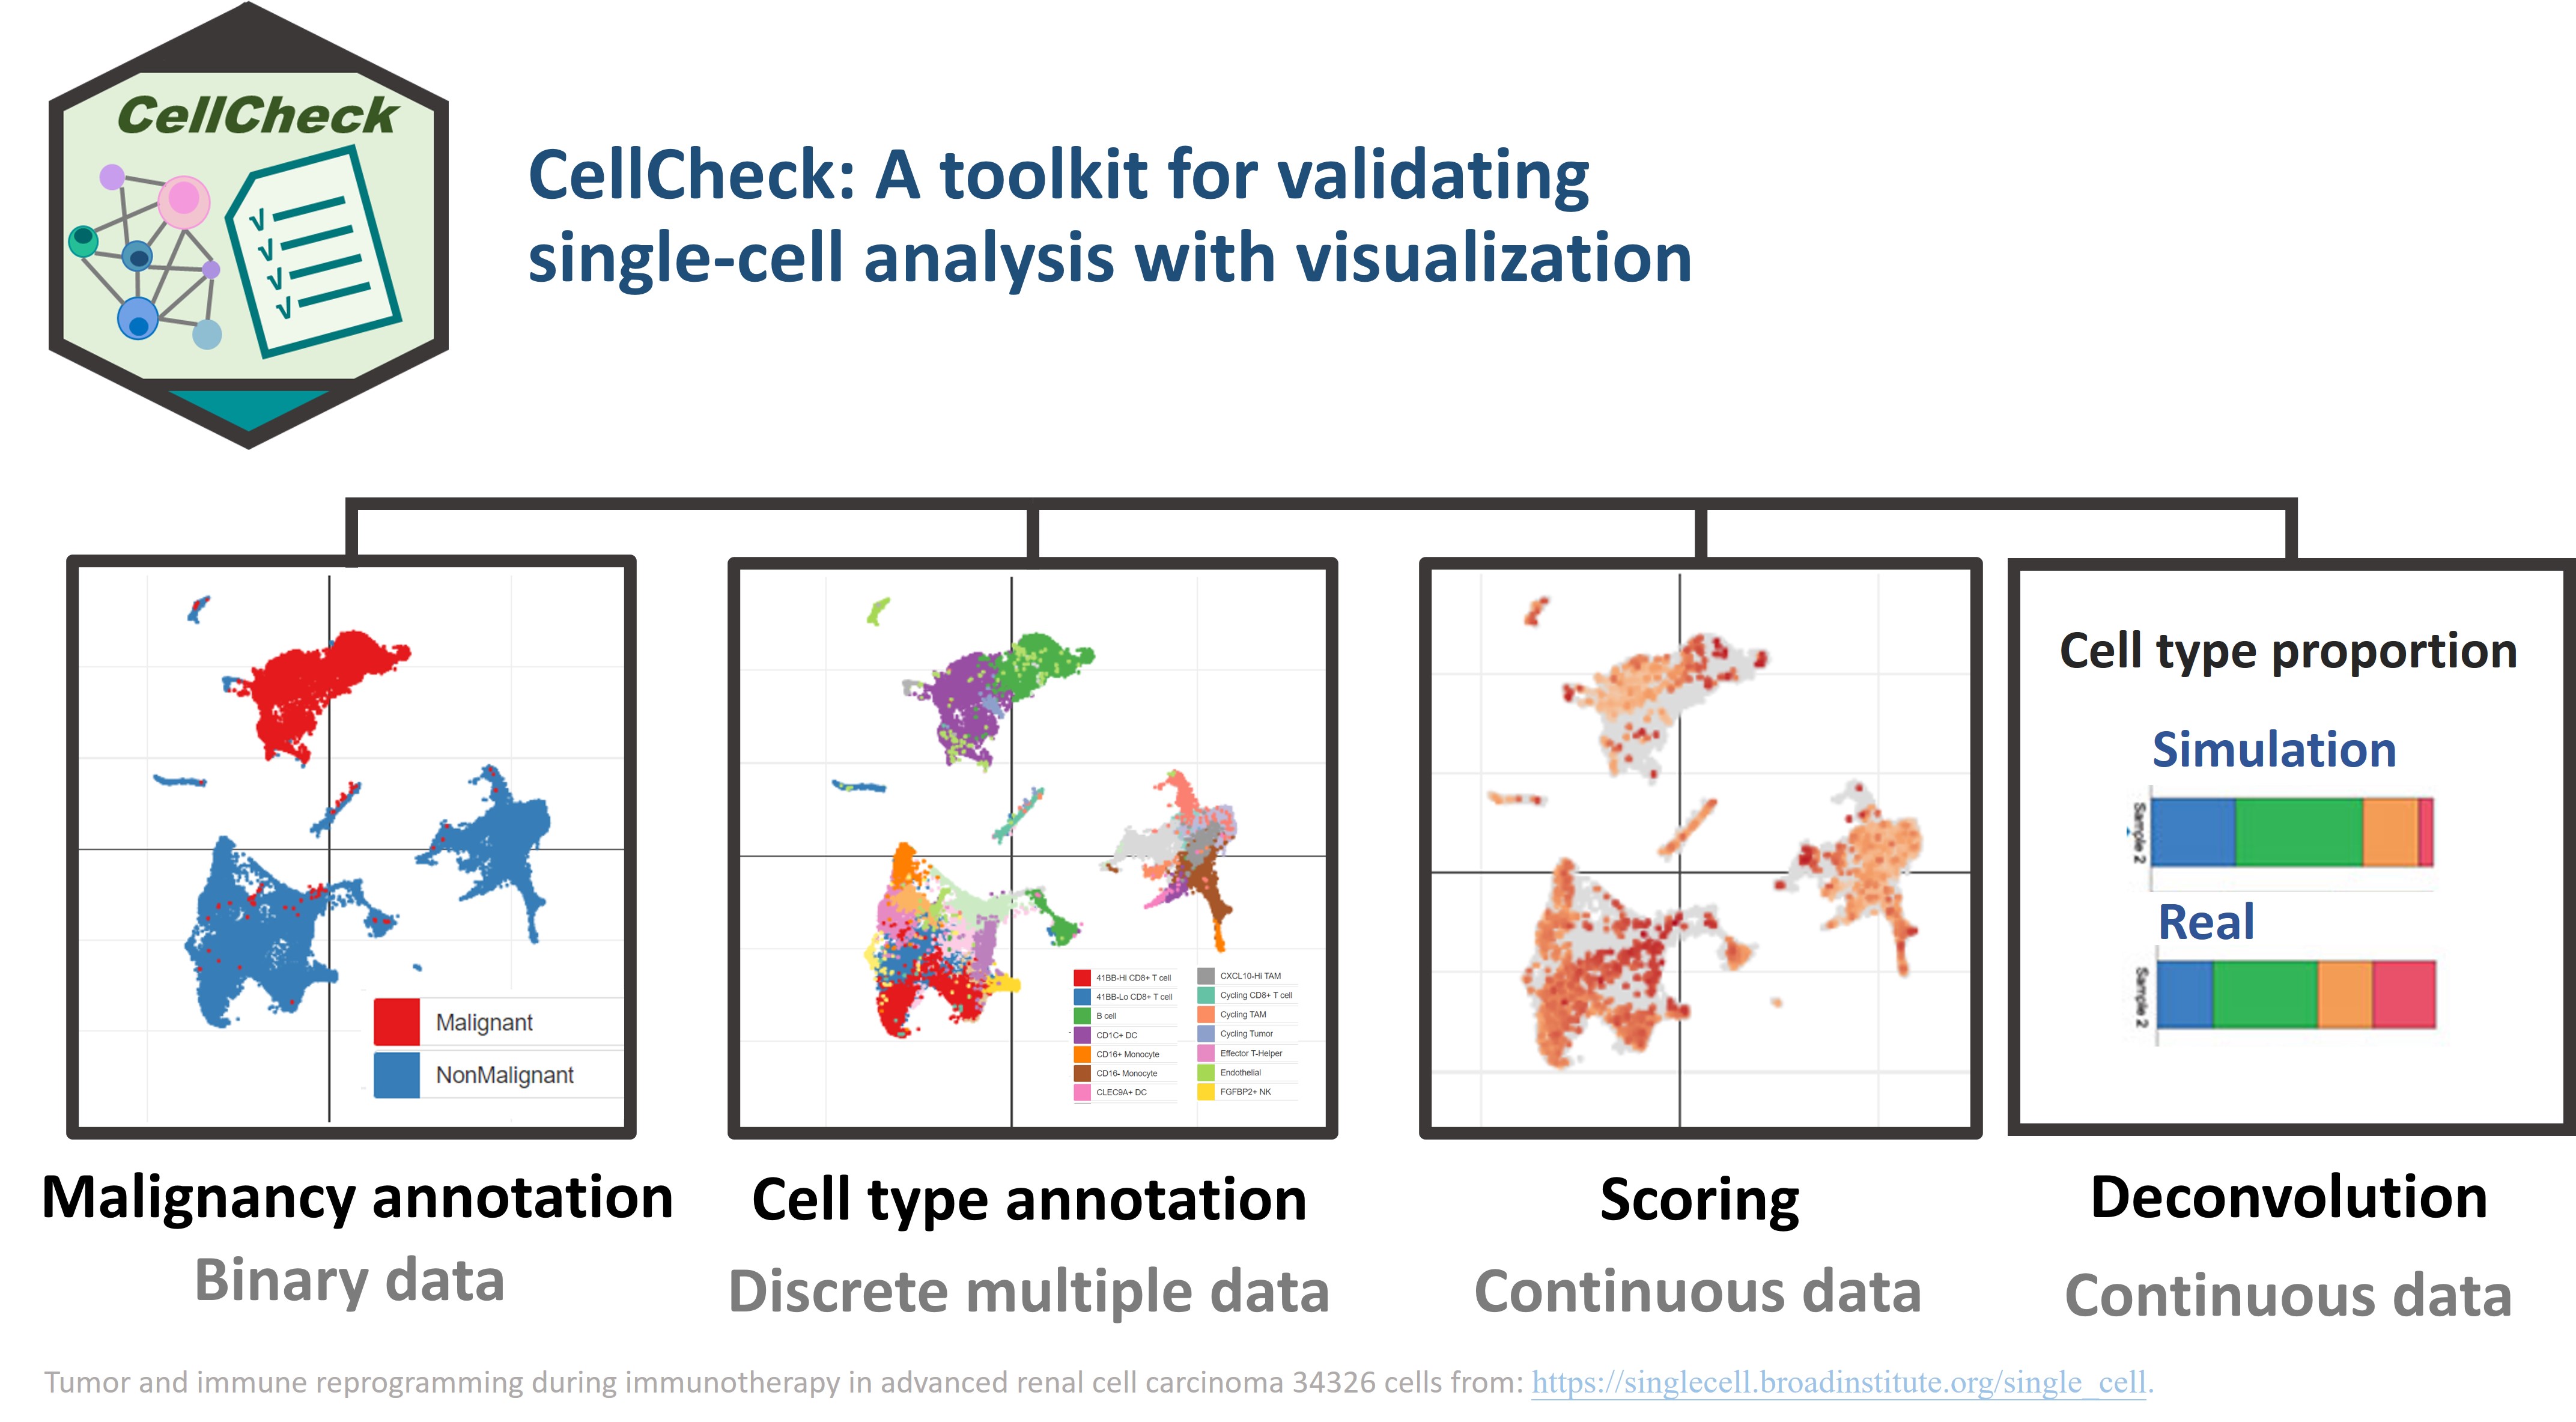 CellCheck
CellCheck: A toolkit for validating
single-cell analysis with visualization
Malignant
NonMalignant
41BB-Hi CD8+ T cell
41BB-Lo CD8+ T cell
B cell
CD1C+ DC
CD16+ Monocyte
CD16- Monocyte
CLEC9A+ DC
CXCL10-Hi TAM
Cycling CD8+ T cell
Cycling TAM
Cycling Tumor
Effector T-Helper
Endothelial
FGFBP2+ NK
Cell type proportion
Simulation
Sample 2
Real
Sample 2
Malignancy annotation
Binary data
Cell type annotation
Discrete multiple data
Scoring
Continuous data
Deconvolution
Continuous data
Tumor and immune reprogramming during immunotherapy in advanced renal cell carcinoma 34326 cells from: https://singlecell.broadinstitute.org/single_cell.